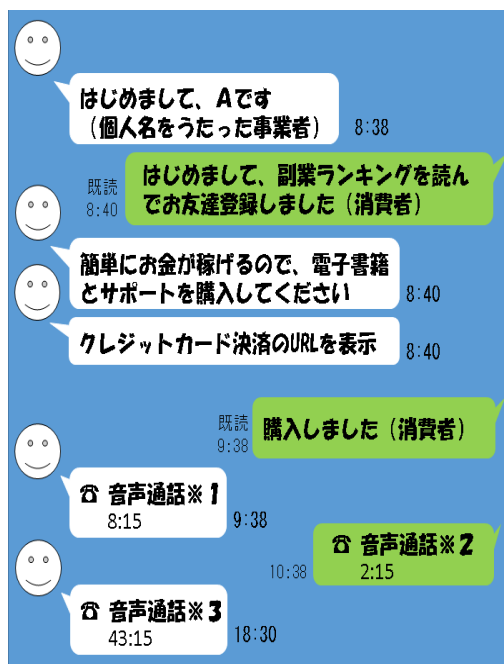 はじめまして、Aです
（個人名をうたった事業者）
8:38
はじめまして、副業ランキングを読ん
でお友達登録しました（消費者）
既読
8:40
簡単にお金が稼げるので、電子書籍
とサポートを購入してください
8:40
クレジットカード決済のURLを表示
8:40
購入しました（消費者）
既読
9:38
☎ 音声通話※1
8:15
9:38
☎ 音声通話※2
2:15
10:38
☎ 音声通話※3
43:15
18:30